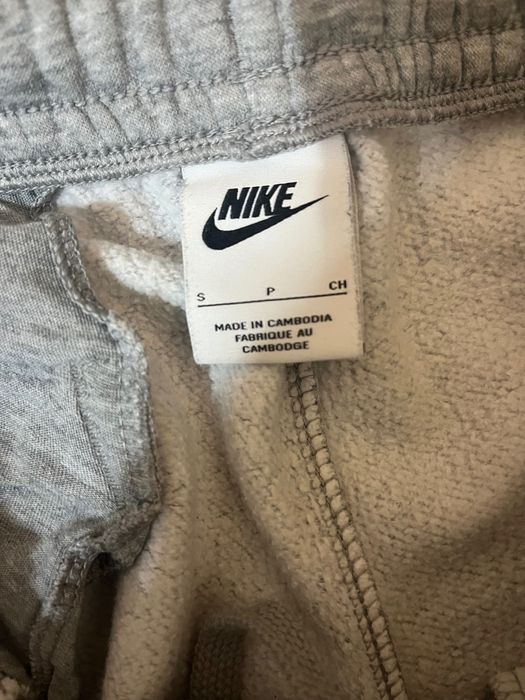 NIKE
S P CH
MADE IN CAMBODIA
FABRIQUE AU
CAMBODGE